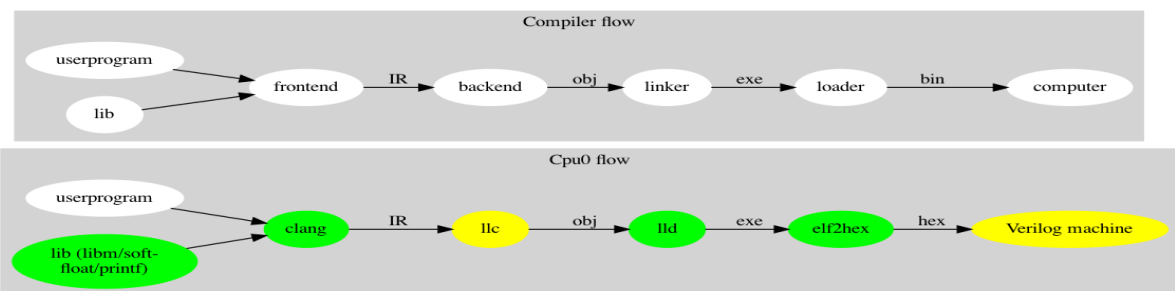 Compiler flow
userprogram
lib
frontend
IR
backend
obj
linker
exe
loader
bin
computer
Cpu0 flow
userprogram
lib (libm/soft-
float/printf)
clang
IR
llc
obj
lld
exe
elf2hex
hex
Verilog machine